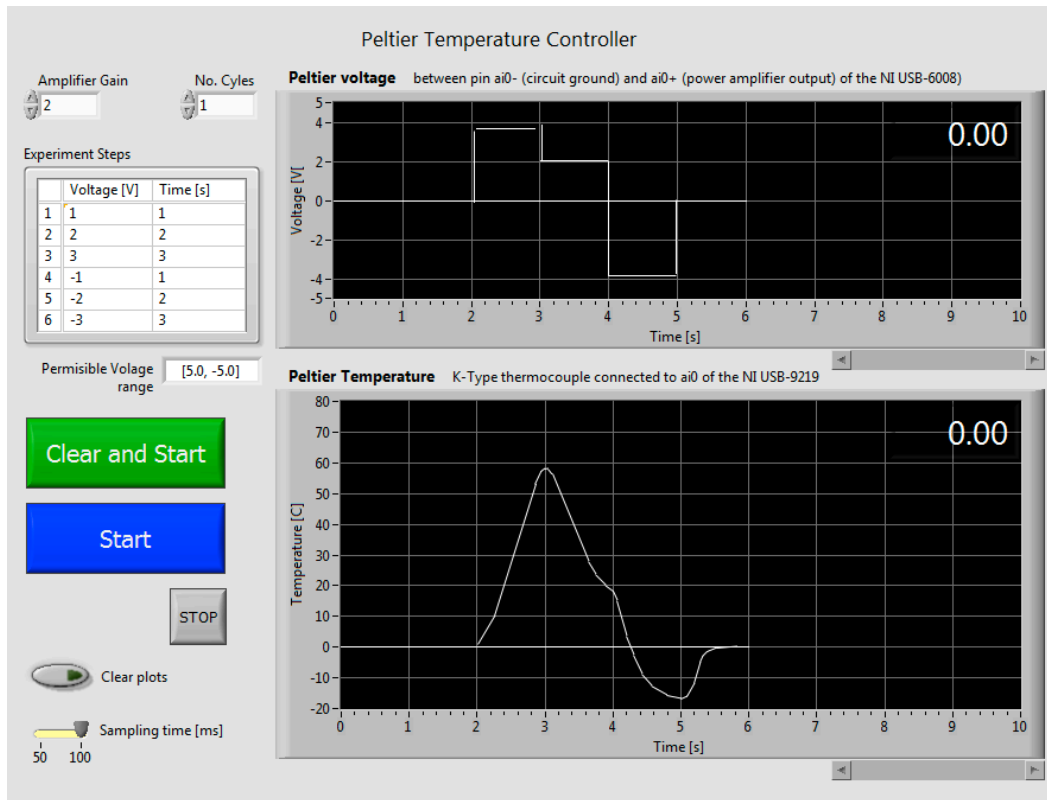 Peltier Temperature Controller
Amplifier Gain
No. Cyles
2
1
Experiment Steps
Voltage [V] Time [s]
1 1 1
2 2 2
3 3 3
4 -1 1
5 -2 2
6 -3 3
Permisible Volage
range
[5.0, -5.0]
Clear and Start
Start
STOP
Clear plots
Sampling time [ms]
50 100
Peltier voltage between pin ai0- (circuit ground) and ai0+ (power amplifier output) of the NI USB-6008)
0.00
Voltage [V[
5
4
2
0
-2
-4
-5
0 1 2 3 4 5 6 7 8 9 10
Time [s]
Peltier Temperature K-Type thermocouple connected to ai0 of the NI USB-9219
0.00
Temperature [C]
80
70
60
50
40
30
20
10
0
-10
-20
0 1 2 3 4 5 6 7 8 9 10
Time [s]